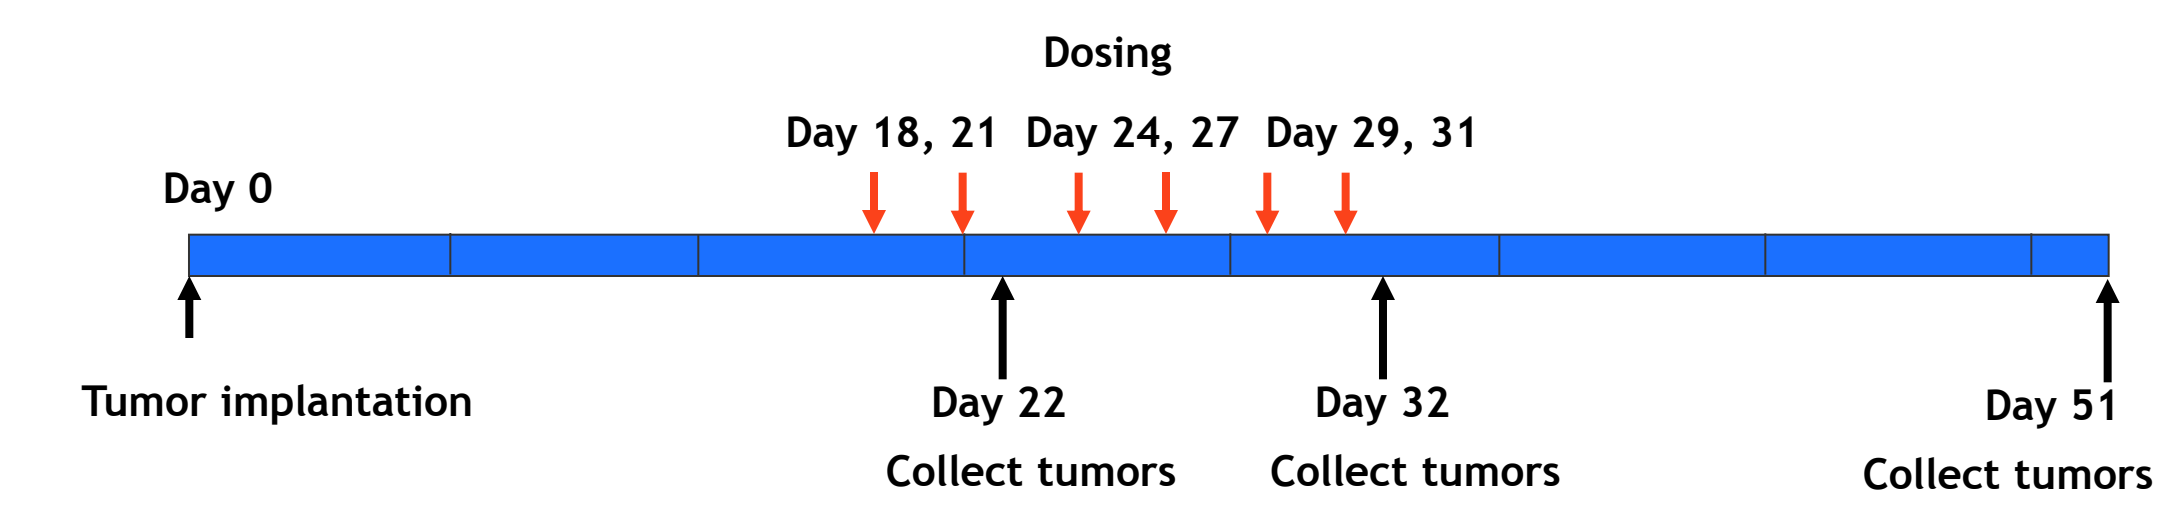 Dosing
Day 18, 21 Day 24, 27 Day 29, 31
Day 0
Tumor implantation
Day 22
Collect tumors
Day 32
Collect tumors
Day 51
Collect tumors